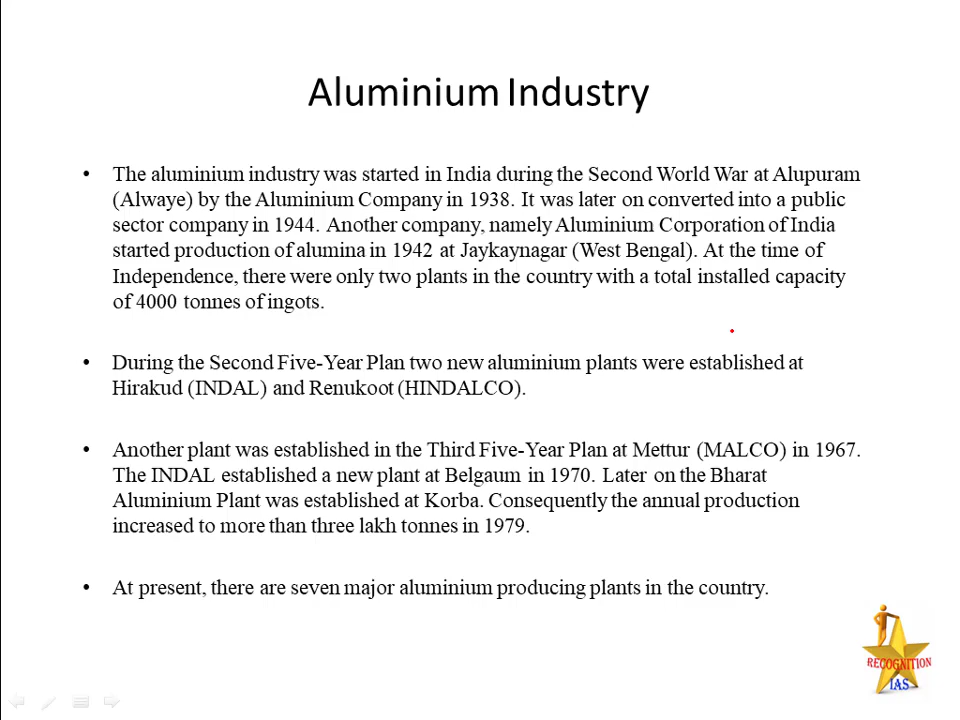 Aluminium Industry
• The aluminium industry was started in India during the Second World War at Alupuram
(Alwaye) by the Aluminium Company in 1938. It was later on converted into a public
sector company in 1944. Another company, namely Aluminium Corporation of India
started production of alumina in 1942 at Jaykaynagar (West Bengal). At the time of
Independence, there were only two plants in the country with a total installed capacity
of 4000 tonnes of ingots.
• During the Second Five-Year Plan two new aluminium plants were established at
Hirakud (INDAL) and Renukoot (HINDALCO).
• Another plant was established in the Third Five-Year Plan at Mettur (MALCO) in 1967.
The INDAL established a new plant at Belgaum in 1970. Later on the Bharat
Aluminium Plant was established at Korba. Consequently the annual production
increased to more than three lakh tonnes in 1979.
• At present, there are seven major aluminium producing plants in the country.
RECOGNITION
IAS